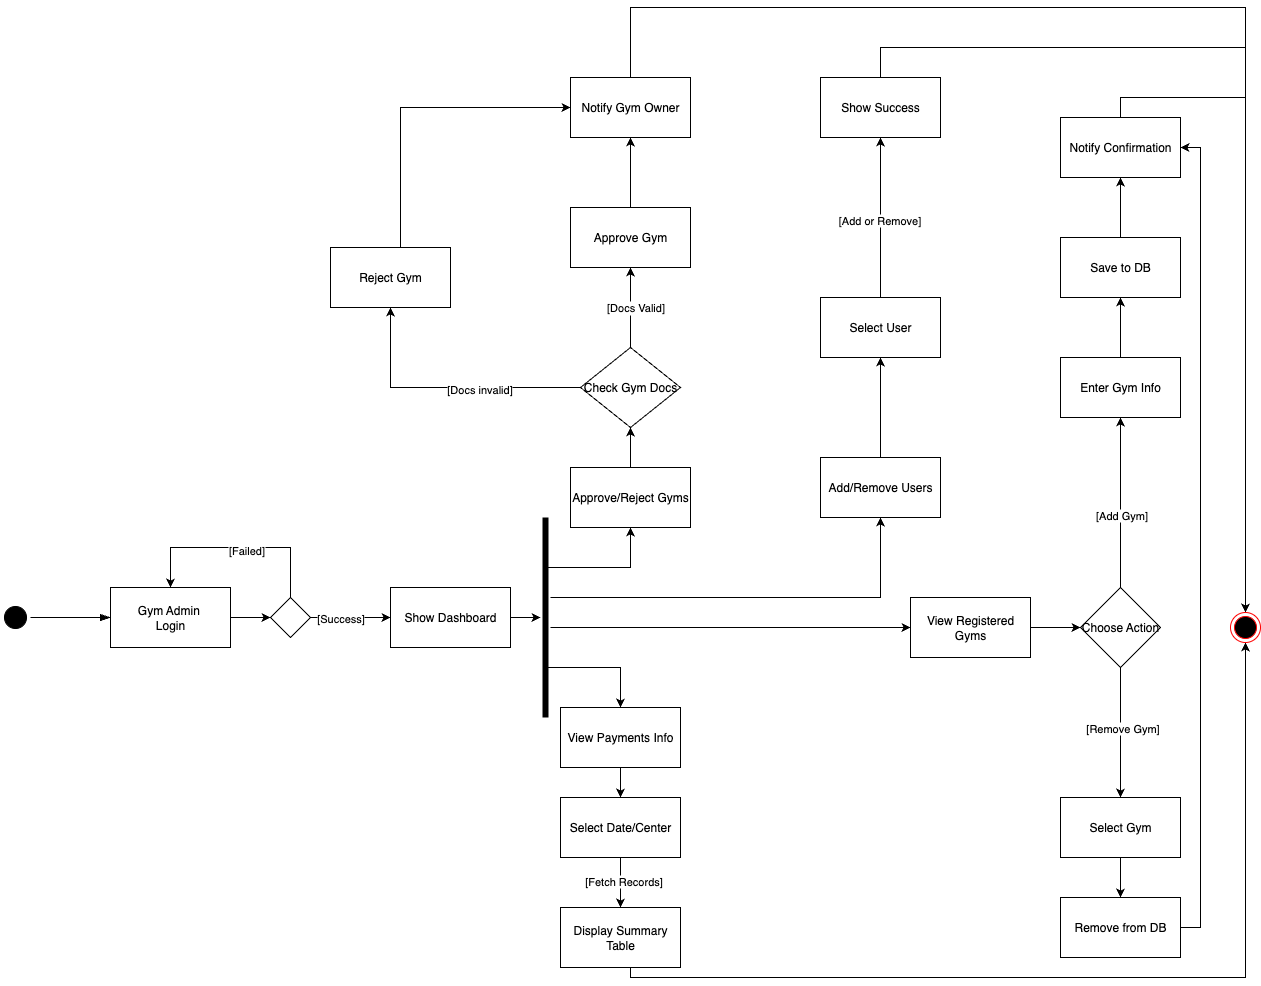 Notify Gym Owner
Show Success
Notify Confirmation
[Add or Remove]
Approve Gym
Reject Gym
Save to DB
[Docs Valid]
Select User
Check Gym Docs
[Docs invalid]
Enter Gym Info
Approve/Reject Gyms
Add/Remove Users
[Add Gym]
[Failed]
Gym Admin
Login
[Success]
Show Dashboard
View Registered
Gyms
Choose Action
View Payments Info
[Remove Gym]
Select Date/Center
Select Gym
[Fetch Records]
Display Summary
Table
Remove from DB